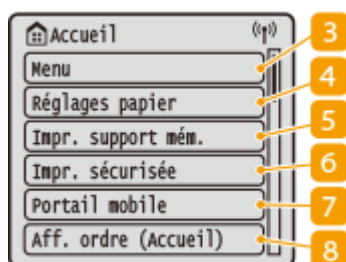 Accueil
Menu
3
Réglages papier
4
Impr. support mém.
5
Impr. sécurisée
6
Portail mobile
7
Aff. ordre (Accueil)
8